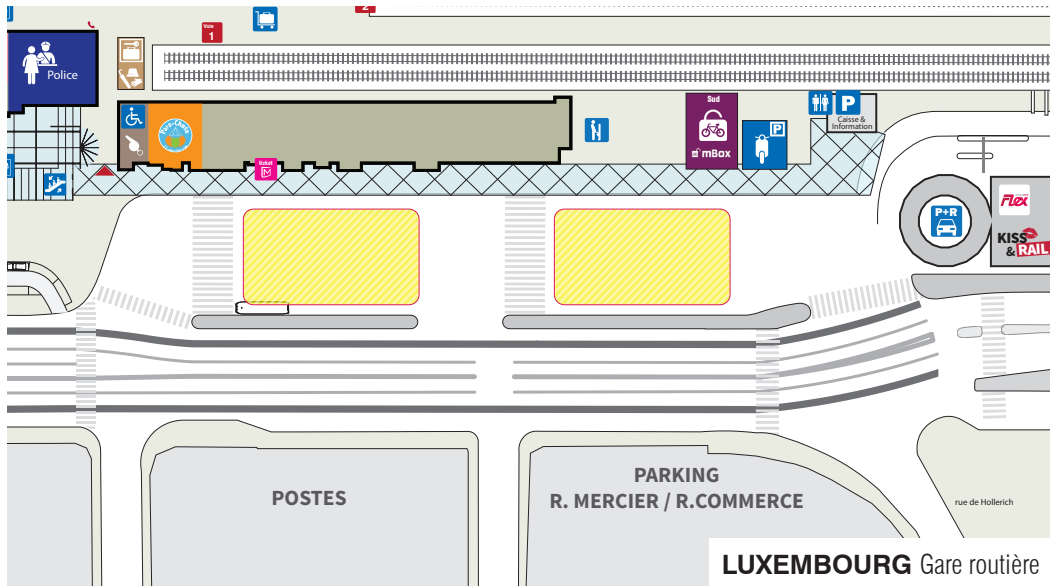 2
Voie
1
Police
Sud
mBox
P
P
Caisse &
Information
ticket
M
P+R
Flex
KISS
& RAIL
POSTES
PARKING
R. MERCIER / R.COMMERCE
rue de Hollerich
LUXEMBOURG Gare routière